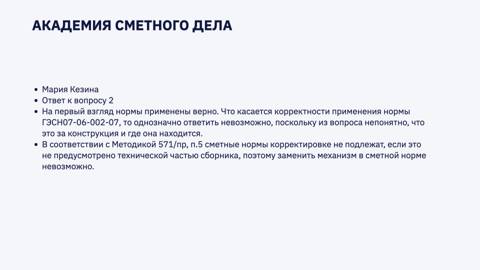 АКАДЕМИЯ СМЕТНОГО ДЕЛА
Мария Кезина
Ответ к вопросу 2
На первый взгляд нормы применены верно. Что касается корректности применения нормы
ГЭСН07-06-002-07, то однозначно ответить невозможно, поскольку из вопроса непонятно, что
это за конструкция и где она находится.
В соответствии с Методикой 571/пр, п.5 сметные нормы корректировке не подлежат, если это
не предусмотрено технической частью сборника, поэтому заменить механизм в сметной норме
невозможно.